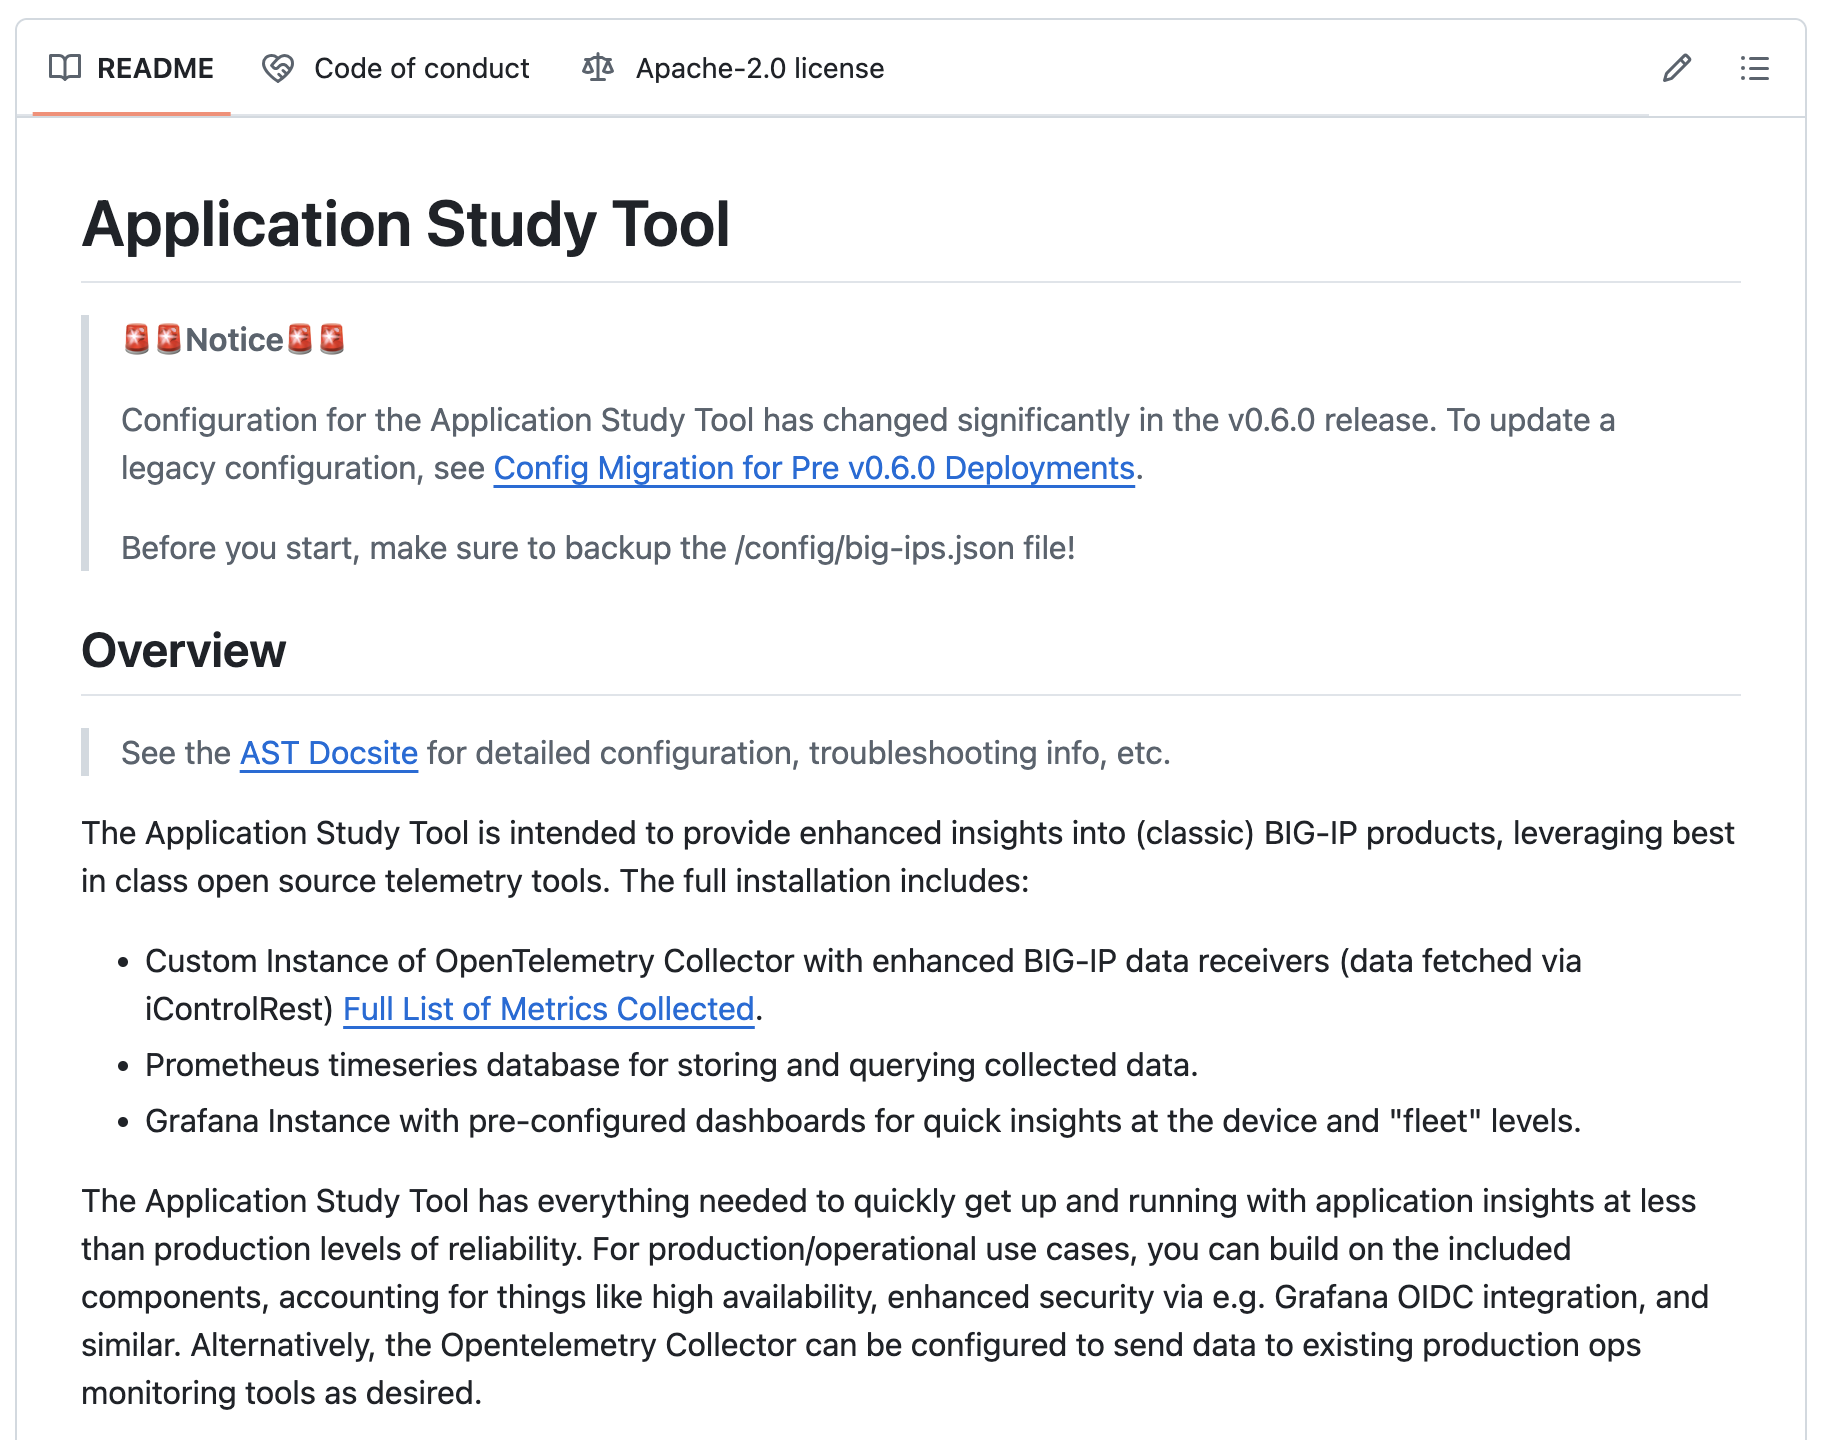 README
Code of conduct
Apache-2.0 license
Application Study Tool
🚨🚨Notice🚨🚨
Configuration for the Application Study Tool has changed significantly in the v0.6.0 release. To update a
legacy configuration, see Config Migration for Pre v0.6.0 Deployments.
Before you start, make sure to backup the /config/big-ips.json file!
Overview
See the AST Docsite for detailed configuration, troubleshooting info, etc.
The Application Study Tool is intended to provide enhanced insights into (classic) BIG-IP products, leveraging best
in class open source telemetry tools. The full installation includes:
• Custom Instance of OpenTelemetry Collector with enhanced BIG-IP data receivers (data fetched via
iControlRest) Full List of Metrics Collected.
• Prometheus timeseries database for storing and querying collected data.
• Grafana Instance with pre-configured dashboards for quick insights at the device and "fleet" levels.
The Application Study Tool has everything needed to quickly get up and running with application insights at less
than production levels of reliability. For production/operational use cases, you can build on the included
components, accounting for things like high availability, enhanced security via e.g. Grafana OIDC integration, and
similar. Alternatively, the Opentelemetry Collector can be configured to send data to existing production ops
monitoring tools as desired.